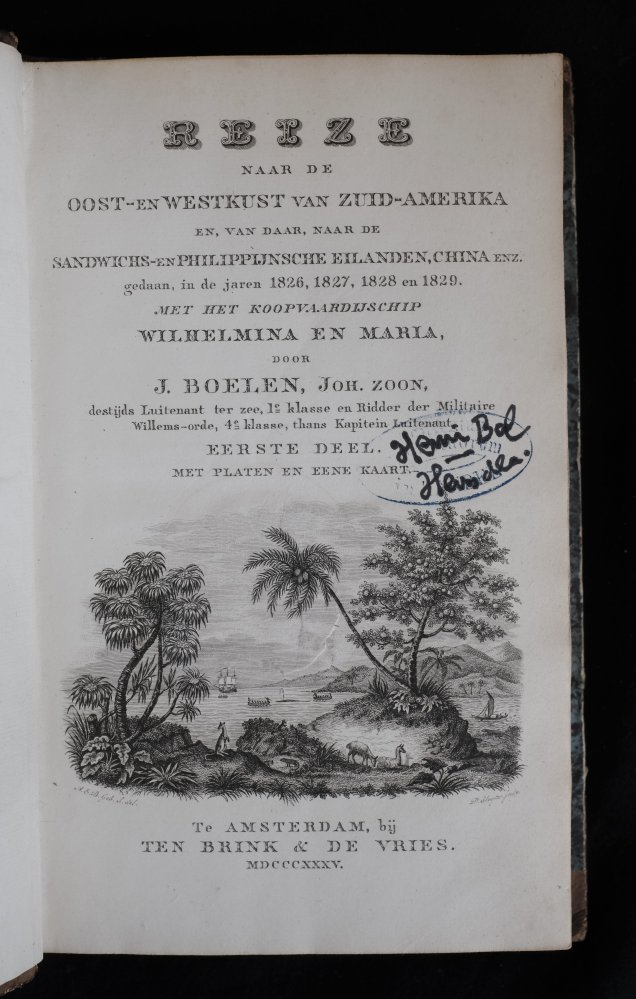 REIZE
NAAR DE
OOST-EN WESTKUST VAN ZUID-AMERIKA
EN, VAN DAAR, NAAR DE
SANDWICHS-EN PHILIPPIJNSCHE EILANDEN, CHINA ENZ.
gedaan, in de jaren 1826, 1827, 1828 en 1829.
MET HET KOOPVAARDIJSCHIP
WILHELMINA EN MARIA,
DOOR
J. BOELEN, JOH. ZOON,
destijds Luitenant ter zee, 1e klasse en Ridder der Militaire
Willems-orde, 4e klasse, thans Kapitein Luitenant.
EERSTE DEEL.
MET PLATEN EN EENE KAART.
Te AMSTERDAM, bij
TEN BRINK & DE VRIES.
MDCCCXXXV.